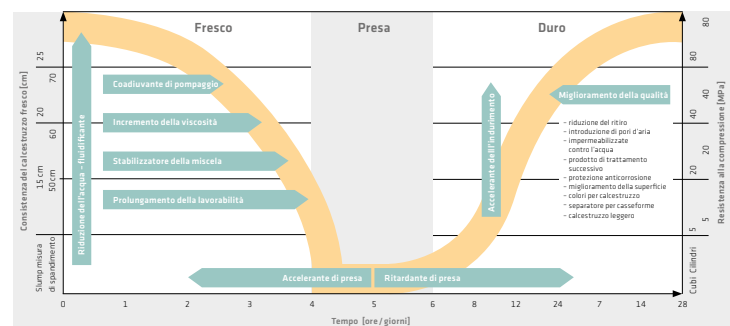 Fresco
Presa
Duro
Consistenza del calcestruzzo fresco [cm]
25
70
20
60
15 cm
50 cm
Slump misura
di spandimento
Riduzione dell'acqua - fluidificante
Coadiuvante di pompaggio
Incremento della viscosità
Stabilizzatore della miscela
Prolungamento della lavorabilità
Accelerante di presa
Ritardante di presa
Accelerante dell'indurimento
Miglioramento della qualità
– riduzione del ritiro
– introduzione di pori d'aria
– impermeabilizzate
contro l'acqua
– prodotto di trattamento
successivo
– protezione anticorrosione
– miglioramento della superficie
– colori per calcestruzzo
– separatore per casseforme
– calcestruzzo leggero
80
80
40
40
20
20
5
5
Cubi Cilindri
Resistenza alla compressione [MPa]
0 1 2 3 4 5 6 8 12 24 7 14 28
Tempo [ore/giorni]